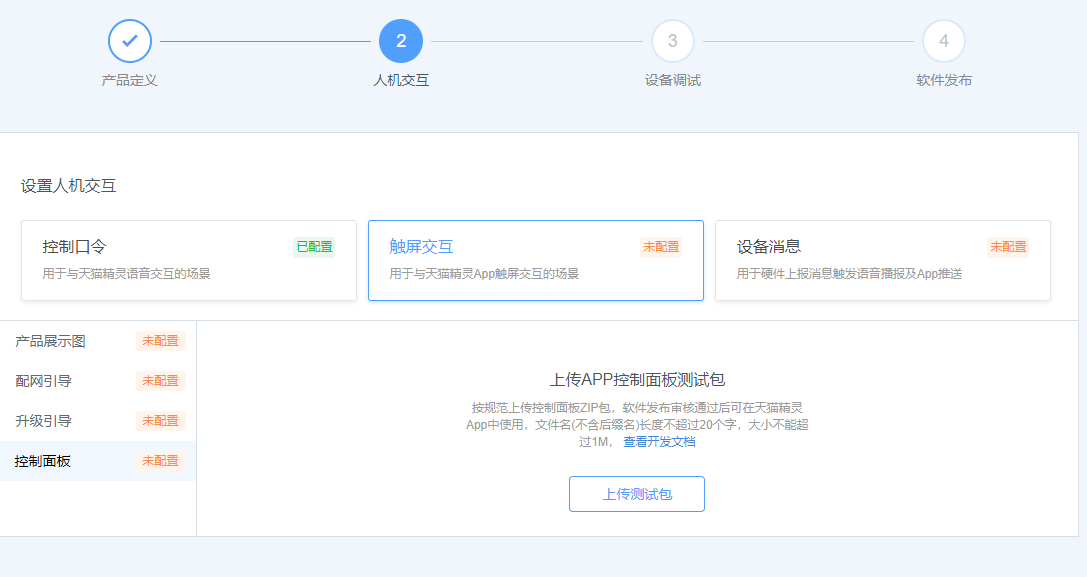 2
3
4
产品定义
人机交互
设备调试
软件发布
设置人机交互
控制口令
已配置
用于与天猫精灵语音交互的场景
触屏交互
未配置
用于与天猫精灵App触屏交互的场景
设备消息
未配置
用于硬件上报消息触发语音播报及App推送
产品展示图
未配置
配网引导
未配置
升级引导
未配置
控制面板
未配置
上传APP控制面板测试包
按规范上传控制面板ZIP包，软件发布审核通过后可在天猫精灵
App中使用，文件名(不含后缀名)长度不超过20个字，大小不能超
过1M， 查看开发文档
上传测试包